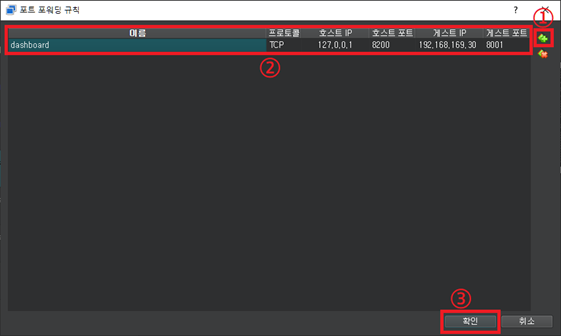 포트 포워딩 규칙 ? ×
①
이름 프로토콜 호스트 IP 호스트 포트 게스트 IP 게스트 포트
dashboard TCP 127,0,0,1 8200 192,168,169,30 8001
②
③
확인 취소